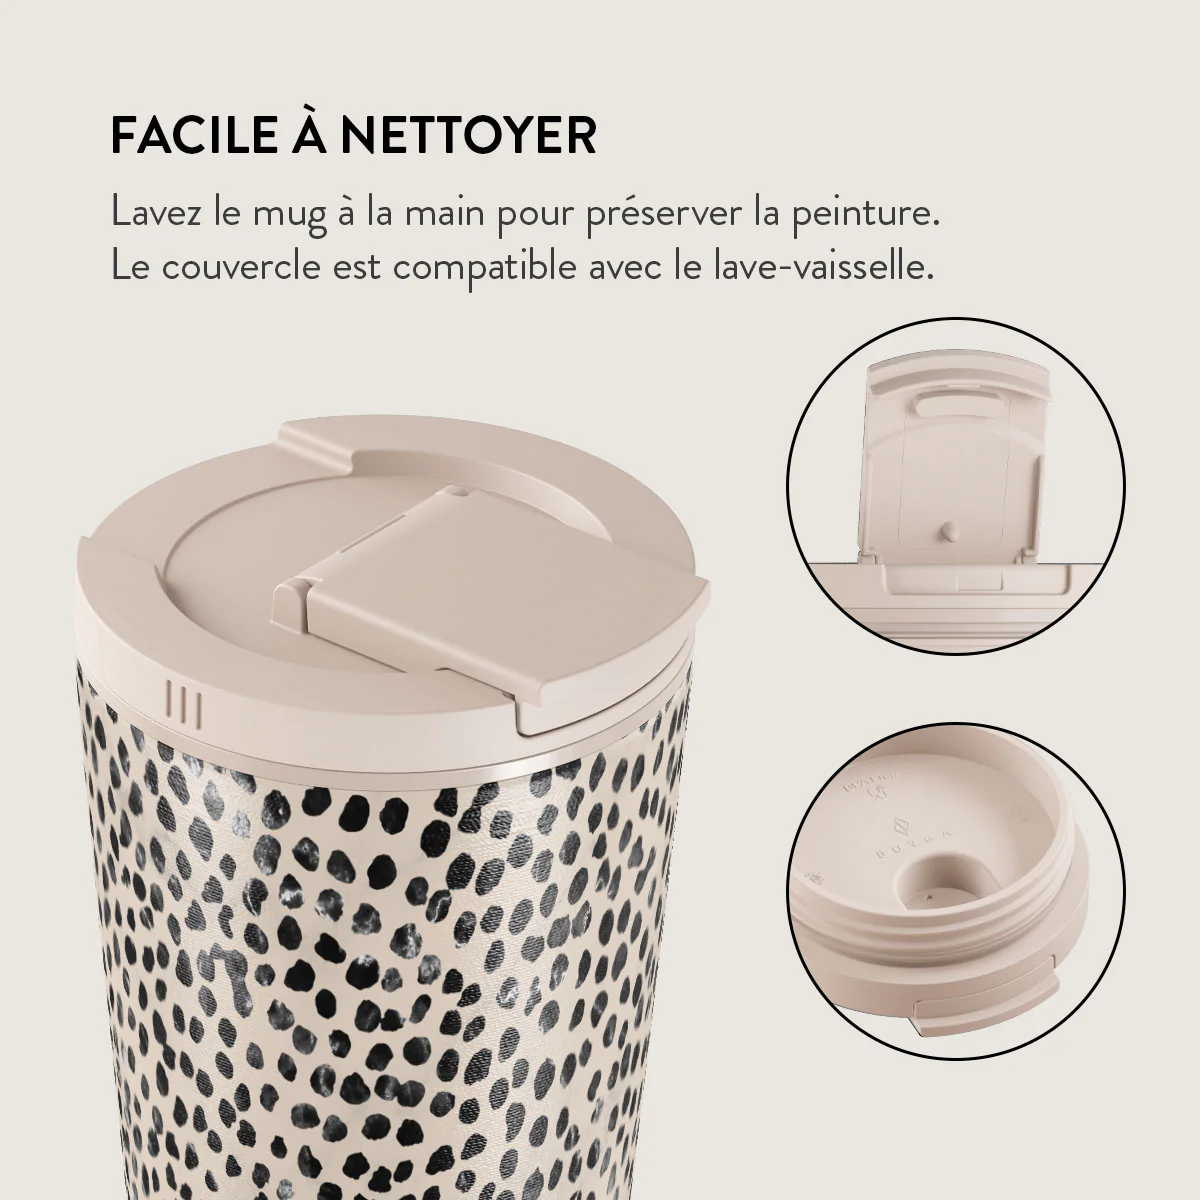 FACILE À NETTOYER
Lavez le mug à la main pour préserver la peinture.
Le couvercle est compatible avec le lave-vaisselle.
BURGA